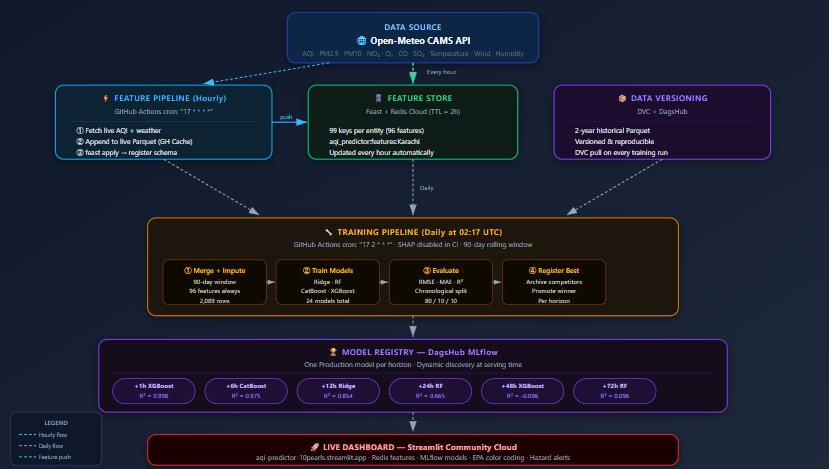 DATA SOURCE
Open-Meteo CAMS API
AQI · PM2.5 · PM10 · NO₂ · O₃ · CO · SO₂ · Temperature · Wind · Humidity
Every hour
FEATURE PIPELINE (Hourly)
GitHub Actions cron: "17 * * * *"
① Fetch live AQI + weather
② Append to live Parquet (GH Cache)
③ feast apply → register schema
push
FEATURE STORE
Feast + Redis Cloud (TTL = 2h)
99 keys per entity (96 features)
aqi_predictor:features:Karachi
Updated every hour automatically
DATA VERSIONING
DVC + DagsHub
2-year historical Parquet
Versioned & reproducible
DVC pull on every training run
Daily
TRAINING PIPELINE (Daily at 02:17 UTC)
GitHub Actions cron: "17 2 * * *" · SHAP disabled in CI · 90-day rolling window
① Merge + Impute
90-day window
96 features always
2,089 rows
② Train Models
Ridge · RF
CatBoost · XGBoost
24 models total
③ Evaluate
RMSE · MAE · R²
Chronological split
80 / 10 / 10
④ Register Best
Archive competitors
Promote winner
Per horizon
MODEL REGISTRY — DagsHub MLflow
One Production model per horizon · Dynamic discovery at serving time
+1h XGBoost
R² = 0.998
+6h CatBoost
R² = 0.975
+12h Ridge
R² = 0.854
+24h RF
R² = 0.665
+48h XGBoost
R² = -0.096
+72h RF
R² = 0.096
LEGEND
Hourly flow
Daily flow
Feature push
LIVE DASHBOARD — Streamlit Community Cloud
aqi-predictor-10pearls.streamlit.app · Redis features · MLflow models · EPA color coding · Hazard alerts